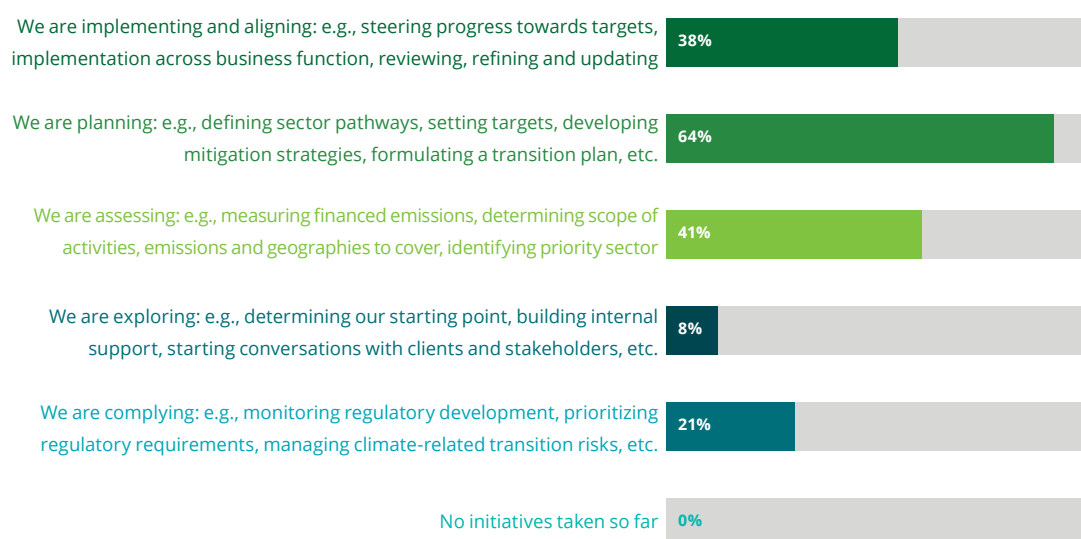 We are implementing and aligning: e.g., steering progress towards targets,
implementation across business function, reviewing, refining and updating
38%
We are planning: e.g., defining sector pathways, setting targets, developing
mitigation strategies, formulating a transition plan, etc.
64%
We are assessing: e.g., measuring financed emissions, determining scope of
activities, emissions and geographies to cover, identifying priority sector
41%
We are exploring: e.g., determining our starting point, building internal
support, starting conversations with clients and stakeholders, etc.
8%
We are complying: e.g., monitoring regulatory development, prioritizing
regulatory requirements, managing climate-related transition risks, etc.
21%
No initiatives taken so far
0%